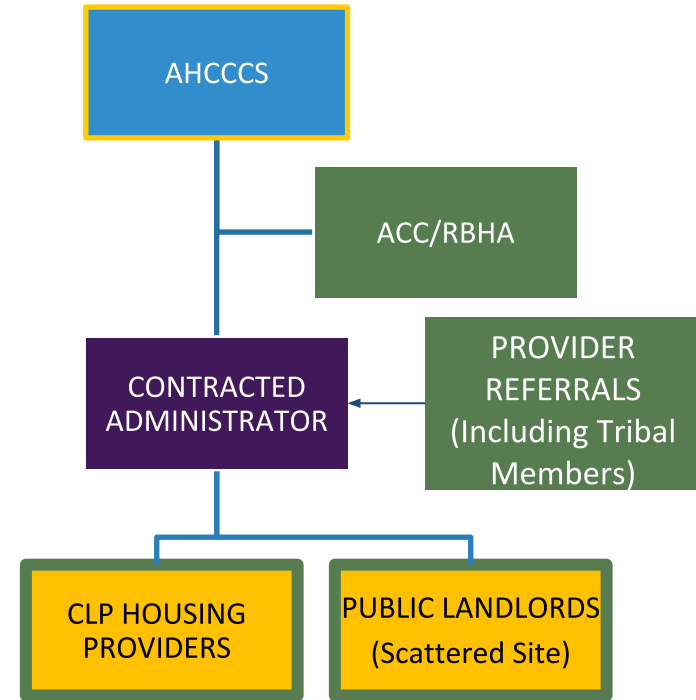 AHCCCS
ACC/RBHA
PROVIDER
REFERRALS
(Including Tribal
Members)
CONTRACTED
ADMINISTRATOR
CLP HOUSING
PROVIDERS
PUBLIC LANDLORDS
(Scattered Site)